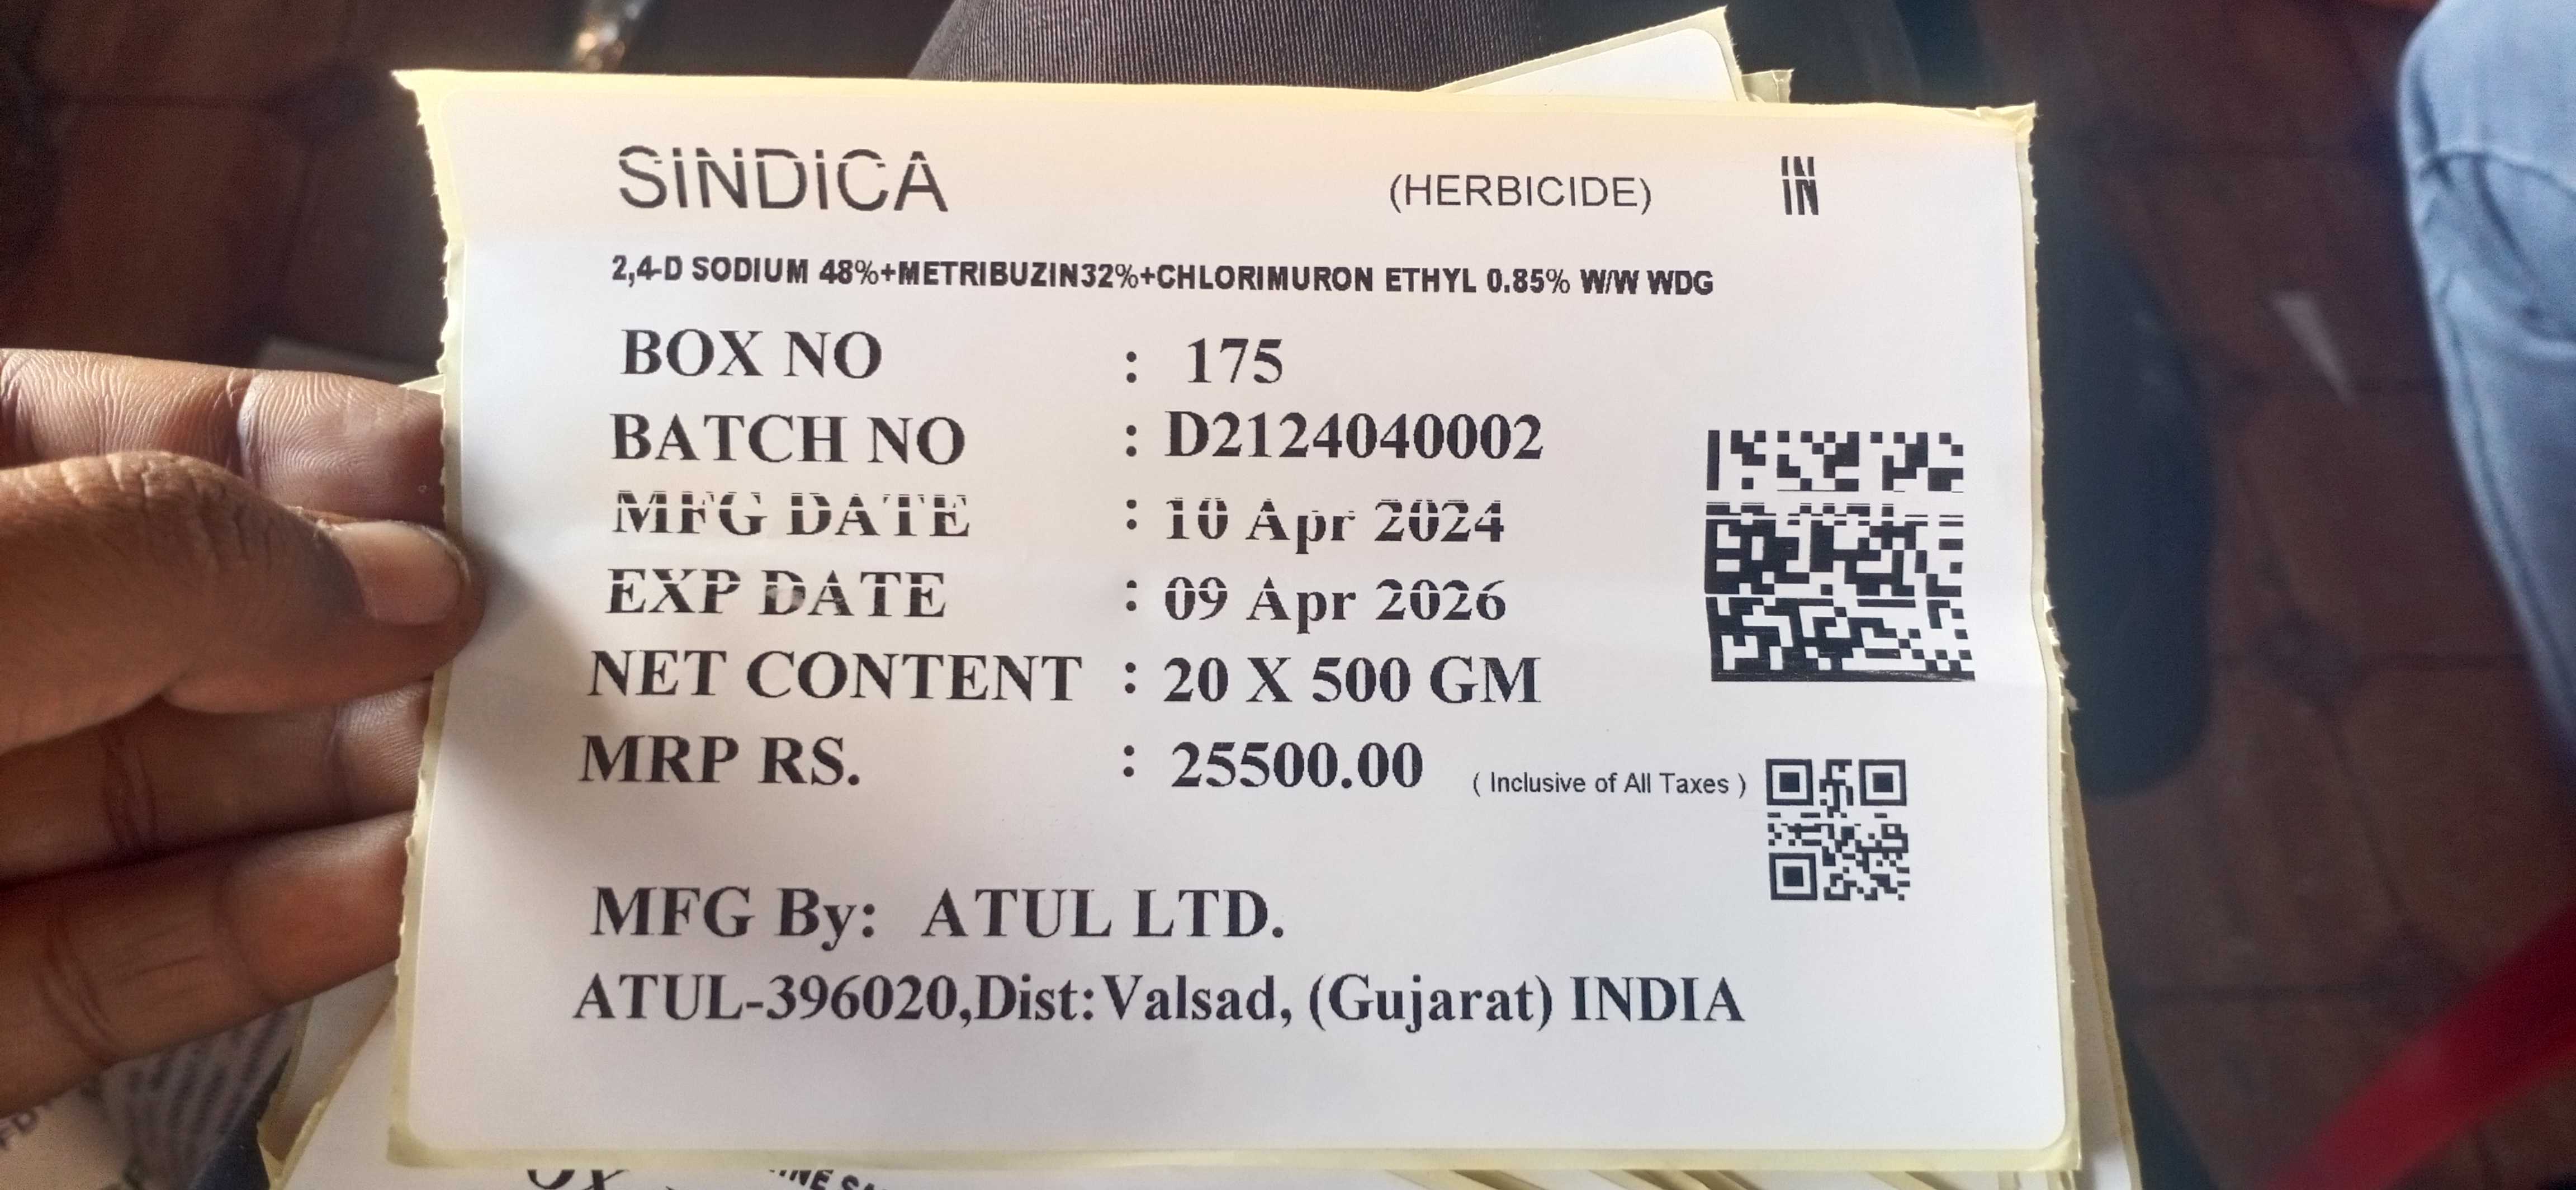 SiNDiCA (HERBICIDE) IN
2,4-D SODIUM 48%+METRIBUZIN32%+CHLORIMURON ETHYL 0.85% W/W WDG
BOX NO : 175
BATCH NO : D2124040002
MFG DATE : 10 Apr 2024
EXP DATE : 09 Apr 2026
NET CONTENT : 20 X 500 GM
MRP RS. : 25500.00 ( Inclusive of All Taxes )
MFG By: ATUL LTD.
ATUL-396020,Dist:Valsad, (Gujarat) INDIA